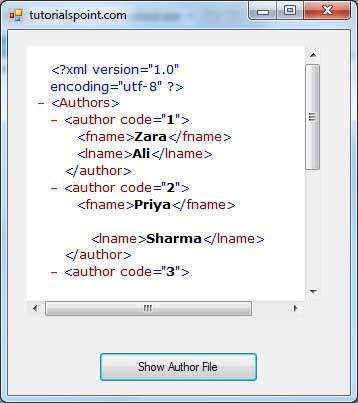 tutorialspoint.com
<?xml version="1.0"
encoding="utf-8" ?>
– <Authors>
– <author code="1">
<fname>Zara</fname>
<lname>Ali</lname>
</author>
– <author code="2">
<fname>Priya</fname>
<lname>Sharma</lname>
</author>
– <author code="3">
Show Author File